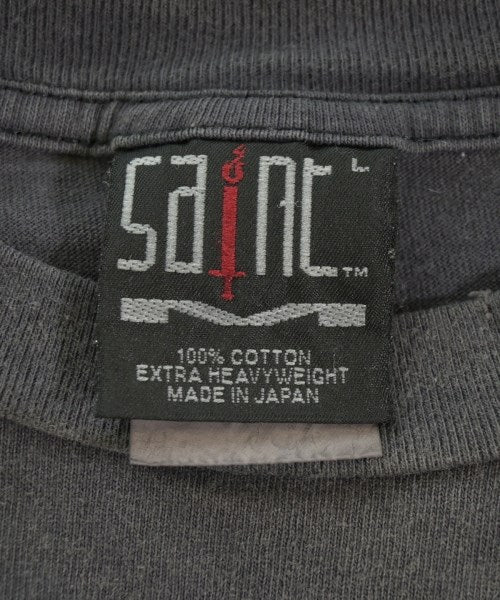 saint L
™
100% COTTON
EXTRA HEAVYWEIGHT
MADE IN JAPAN